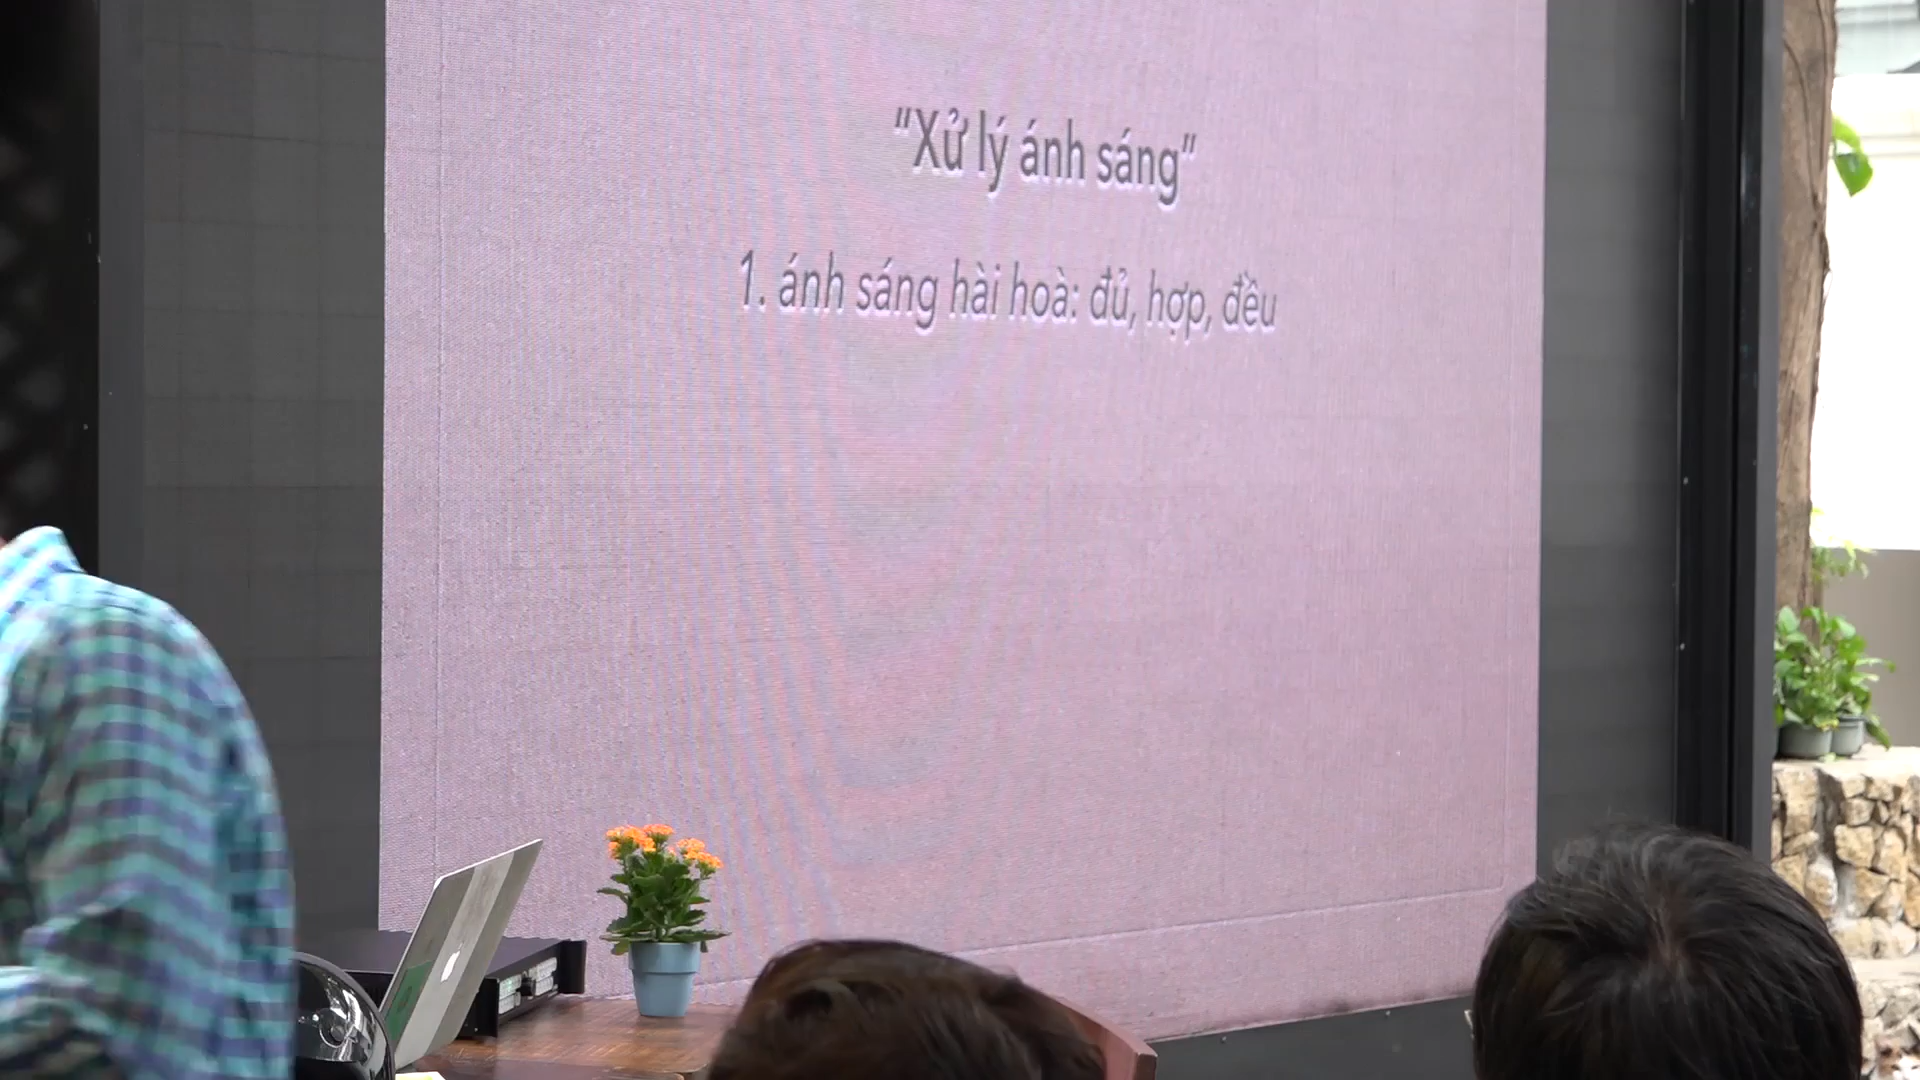 “Xử lý ánh sáng”
1. ánh sáng hài hoà: đủ, hợp, đều